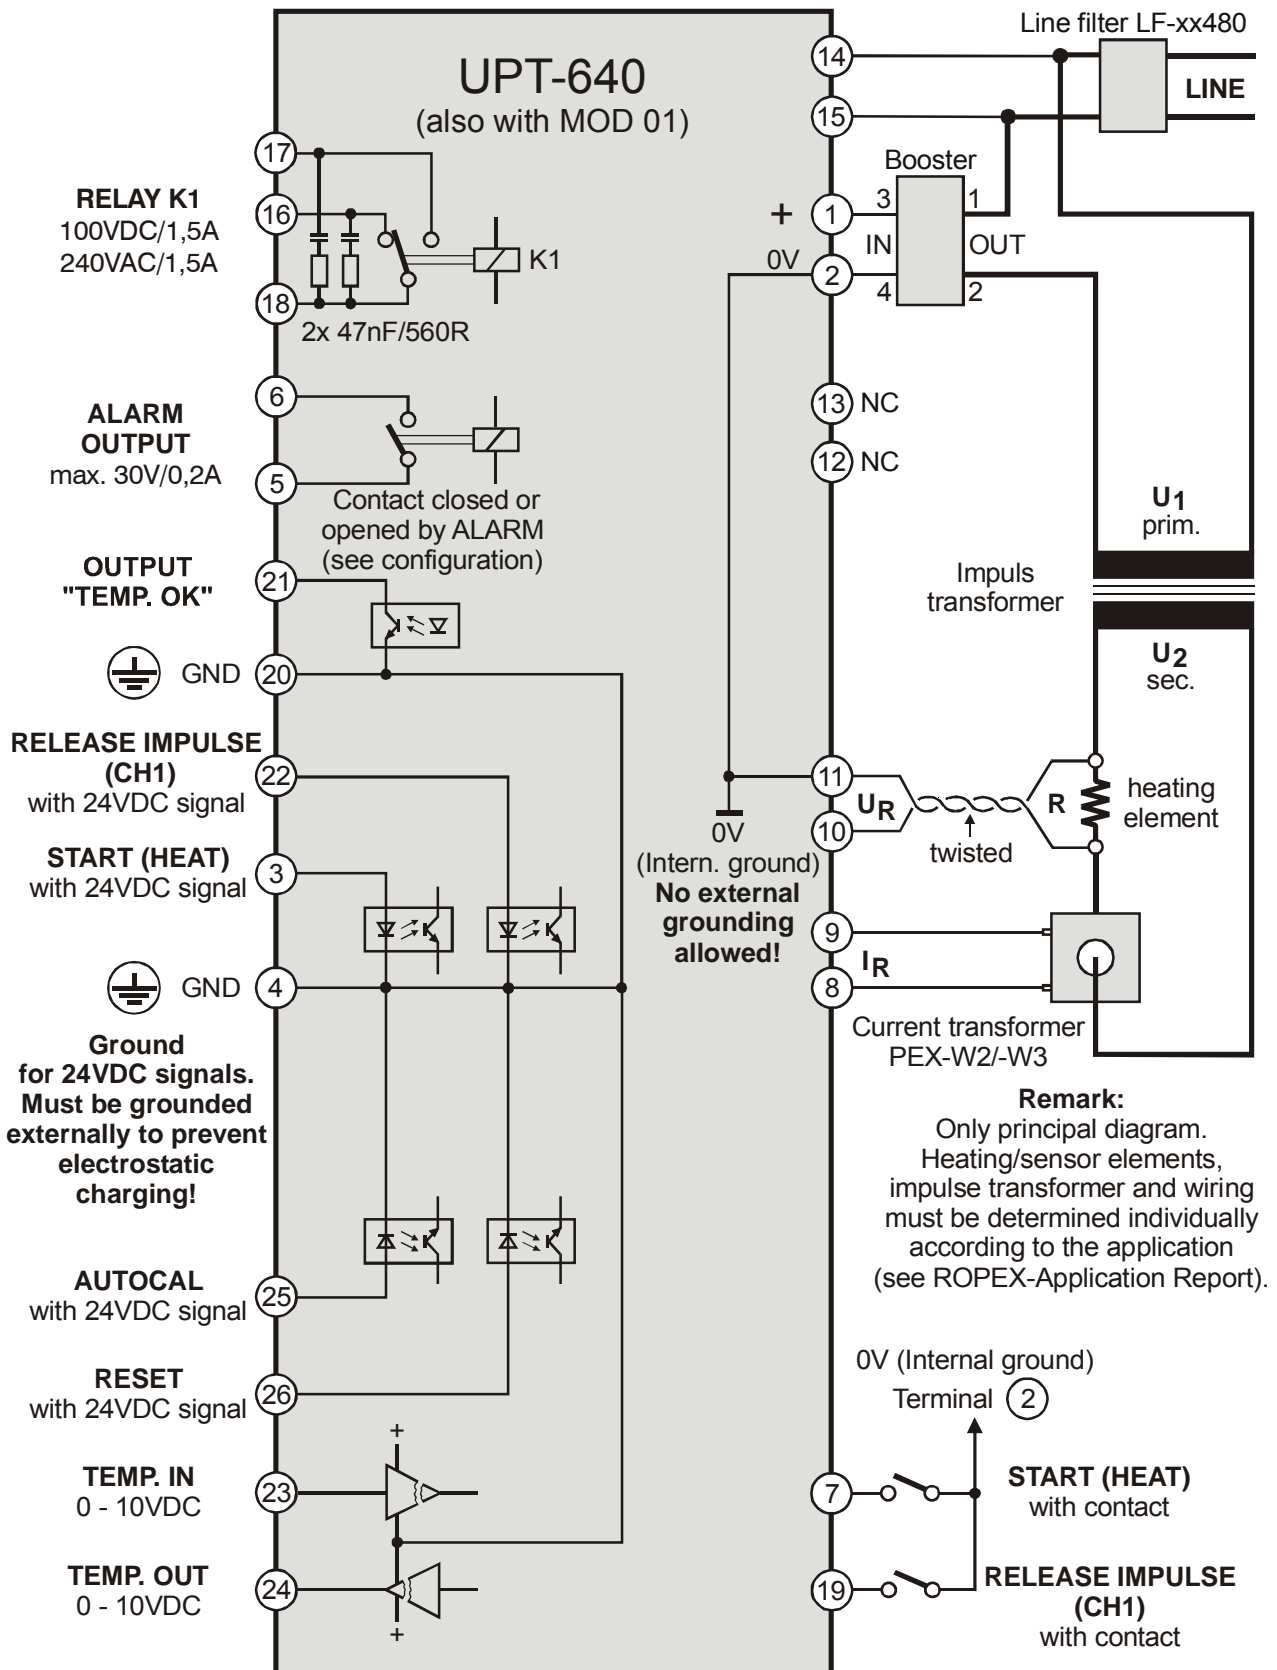 Line filter LF-xx480
UPT-640
(also with MOD 01)
14
LINE
15
17
Booster
RELAY K1
100VDC/1,5A
240VAC/1,5A
16
K1
18
2x 47nF/560R
+
1
3
1
IN
OUT
0V
2
4
2
6
ALARM
OUTPUT
max. 30V/0,2A
5
Contact closed or
opened by ALARM
(see configuration)
13
NC
12
NC
U1
prim.
Impuls
transformer
U2
sec.
OUTPUT
"TEMP. OK"
21
GND
20
RELEASE IMPULSE
(CH1)
with 24VDC signal
22
START (HEAT)
with 24VDC signal
3
11
UR
10
twisted
R
heating
element
0V
(Intern. ground)
No external
grounding
allowed!
9
IR
8
Current transformer
PEX-W2/-W3
GND
4
Ground
for 24VDC signals.
Must be grounded
externally to prevent
electrostatic
charging!
Remark:
Only principal diagram.
Heating/sensor elements,
impulse transformer and wiring
must be determined individually
according to the application
(see ROPEX-Application Report).
AUTOCAL
with 24VDC signal
25
RESET
with 24VDC signal
26
0V (Internal ground)
Terminal
2
TEMP. IN
0 - 10VDC
23
+
7
START (HEAT)
with contact
TEMP. OUT
0 - 10VDC
24
+
19
RELEASE IMPULSE
(CH1)
with contact